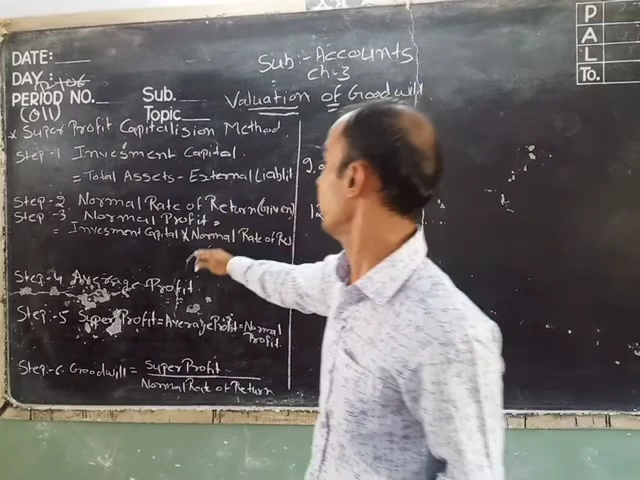 DATE:
DAY:
PERIOD NO. Sub.
(011) Topic
Sub:- Accounts
Ch-3
Valuation of Goodwill
P
A
L
To.
* Super Profit Capitalision Method
Step-1 Invesment Capital
= Total Assets - External Liablit
Step-2 Normal Rate of Return (Given)
Step-3 Normal Profit =
= Invesment Capital X Normal Rate of Re
Step-4 Average Profit
Step-5 Super Profit = Average Profit = Normal
Profit.
Step-6. Goodwill = Super Profit
Normal Rate of Return